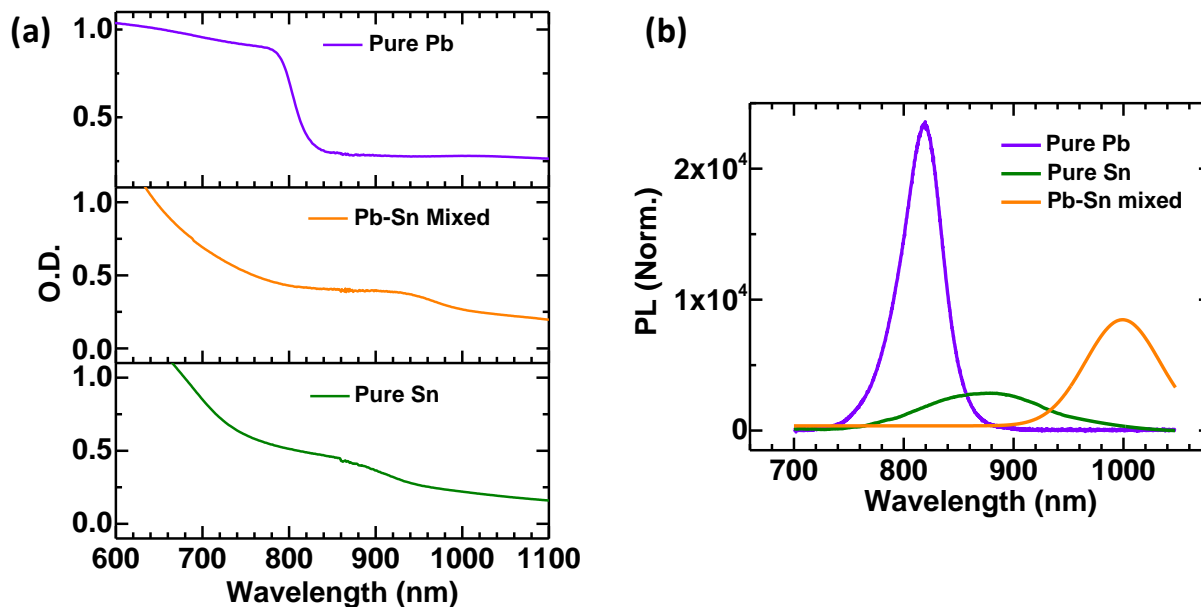 (a)
O.D.
1.0
0.5
Pure Pb
1.0
0.5
0.0
Pb-Sn Mixed
1.0
0.5
0.0
Pure Sn
600 700 800 900 1000 1100
Wavelength (nm)
(b)
PL (Norm.)
2x10⁴
1x10⁴
0
Pure Pb
Pure Sn
Pb-Sn mixed
700 800 900 1000
Wavelength (nm)